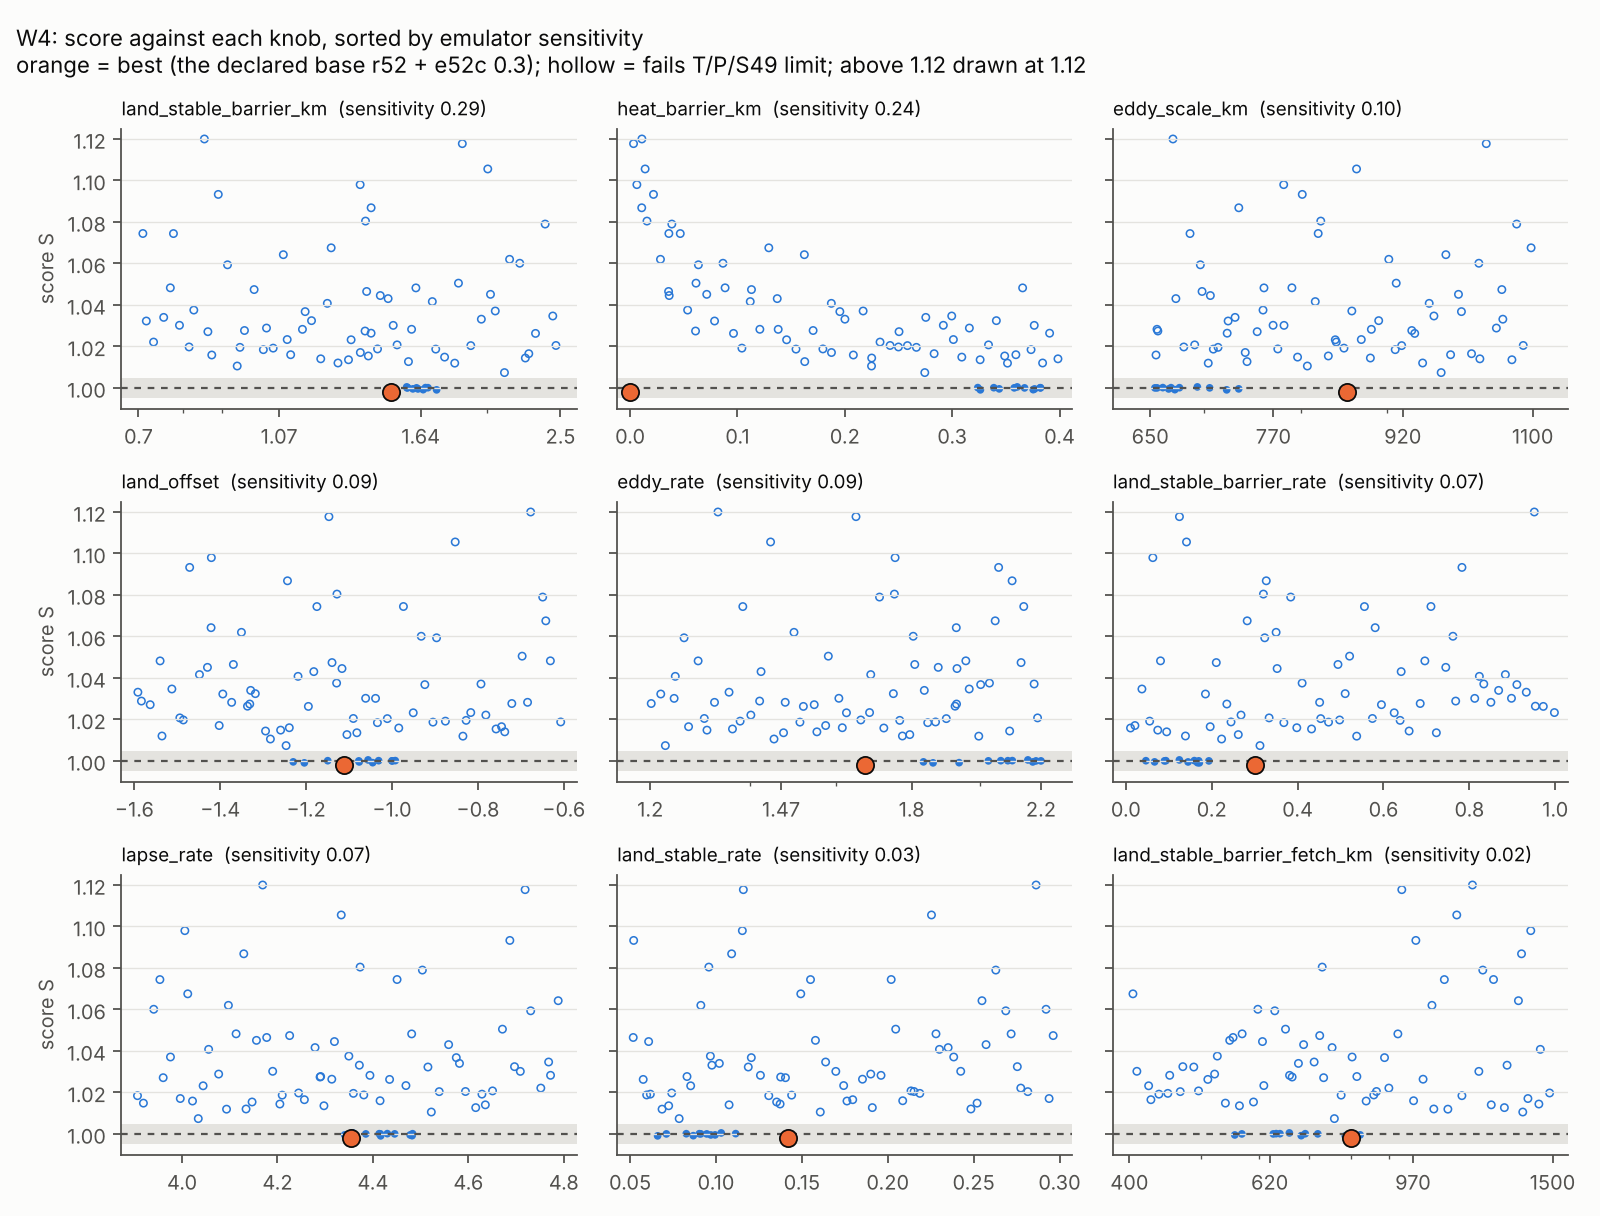 W4: score against each knob, sorted by emulator sensitivity
orange = best (the declared base r52 + e52c 0.3); hollow = fails T/P/S49 limit; above 1.12 drawn at 1.12
land_stable_barrier_km (sensitivity 0.29)
heat_barrier_km (sensitivity 0.24)
eddy_scale_km (sensitivity 0.10)
score S
1.12
1.10
1.08
1.06
1.04
1.02
1.00
0.7 1.07 1.64 2.5
0.0 0.1 0.2 0.3 0.4
650 770 920 1100
land_offset (sensitivity 0.09)
eddy_rate (sensitivity 0.09)
land_stable_barrier_rate (sensitivity 0.07)
score S
1.12
1.10
1.08
1.06
1.04
1.02
1.00
−1.6 −1.4 −1.2 −1.0 −0.8 −0.6
1.2 1.47 1.8 2.2
0.0 0.2 0.4 0.6 0.8 1.0
lapse_rate (sensitivity 0.07)
land_stable_rate (sensitivity 0.03)
land_stable_barrier_fetch_km (sensitivity 0.02)
score S
1.12
1.10
1.08
1.06
1.04
1.02
1.00
4.0 4.2 4.4 4.6 4.8
0.05 0.10 0.15 0.20 0.25 0.30
400 620 970 1500